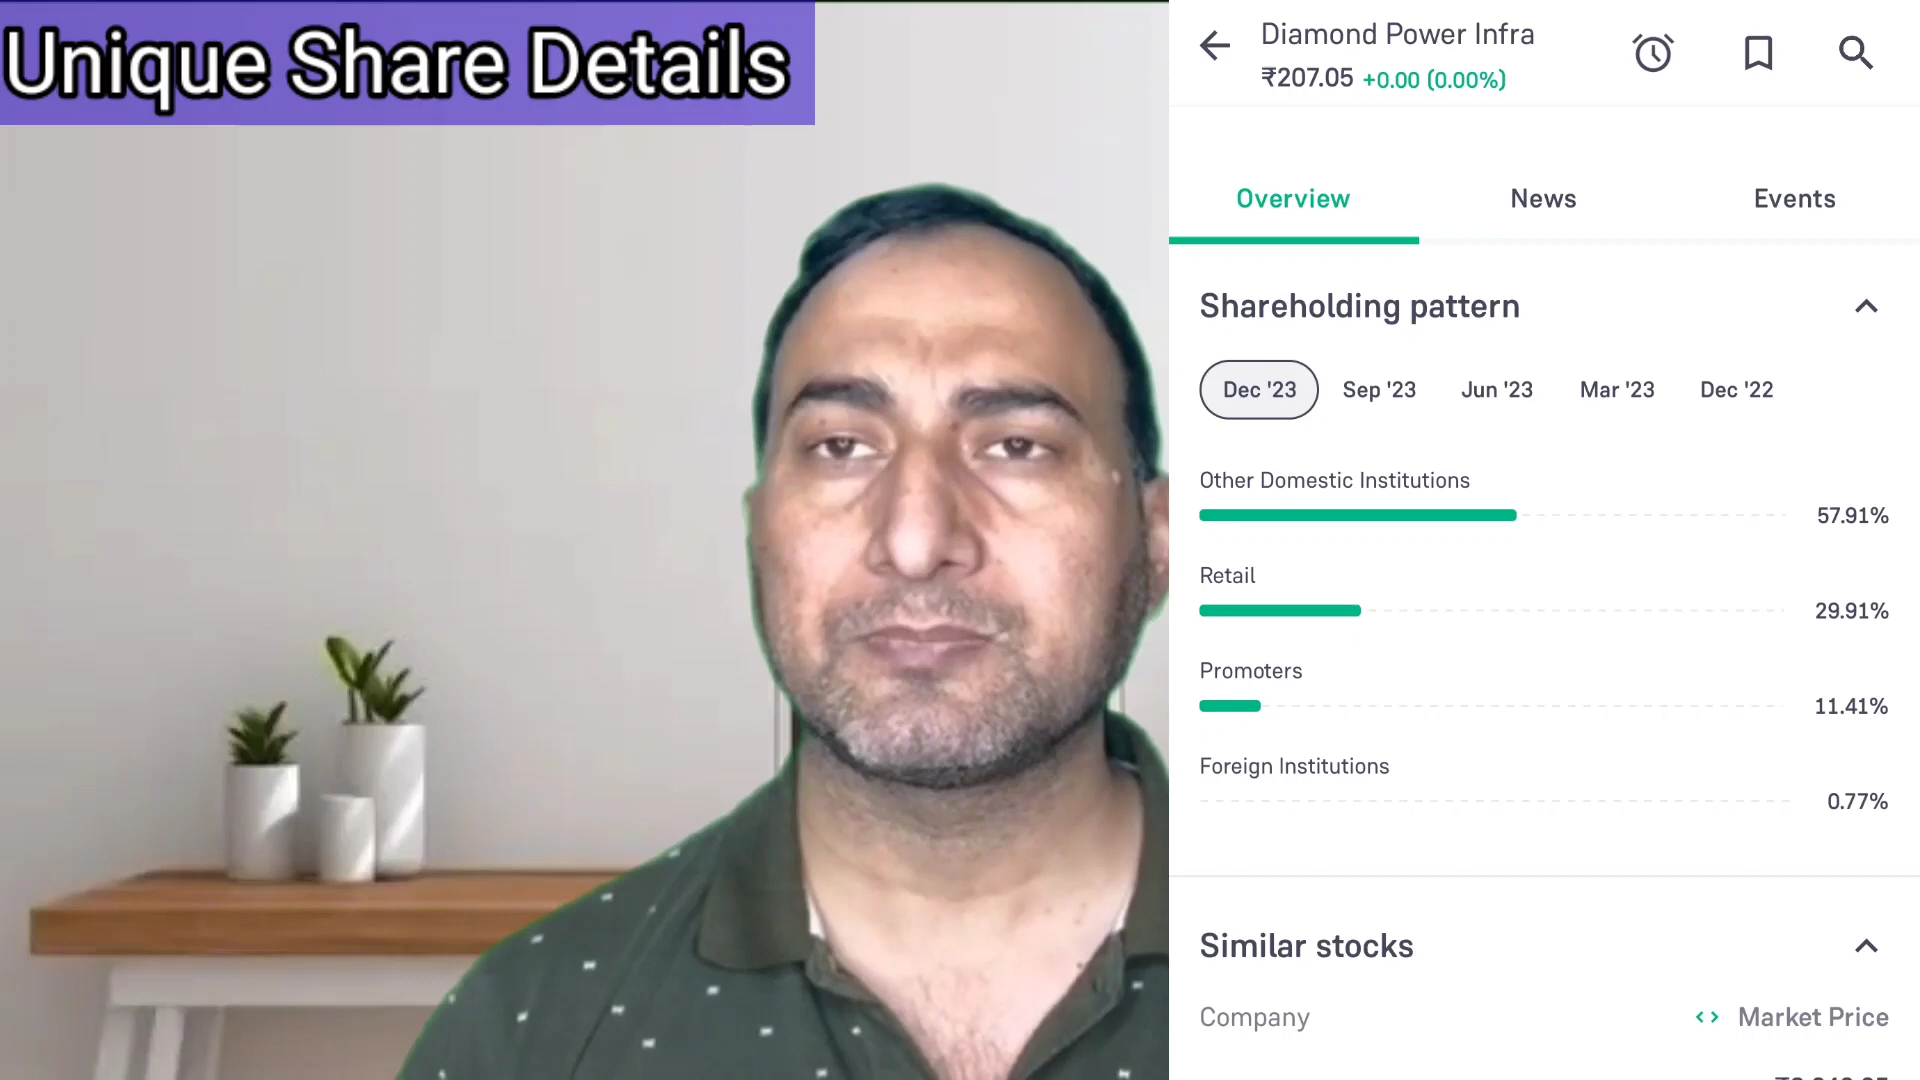 Unique Share Details
Diamond Power Infra
₹207.05 +0.00 (0.00%)
Overview News Events
Shareholding pattern
Dec '23 Sep '23 Jun '23 Mar '23 Dec '22
Other Domestic Institutions
57.91%
Retail
29.91%
Promoters
11.41%
Foreign Institutions
0.77%
Similar stocks
Company <> Market Price